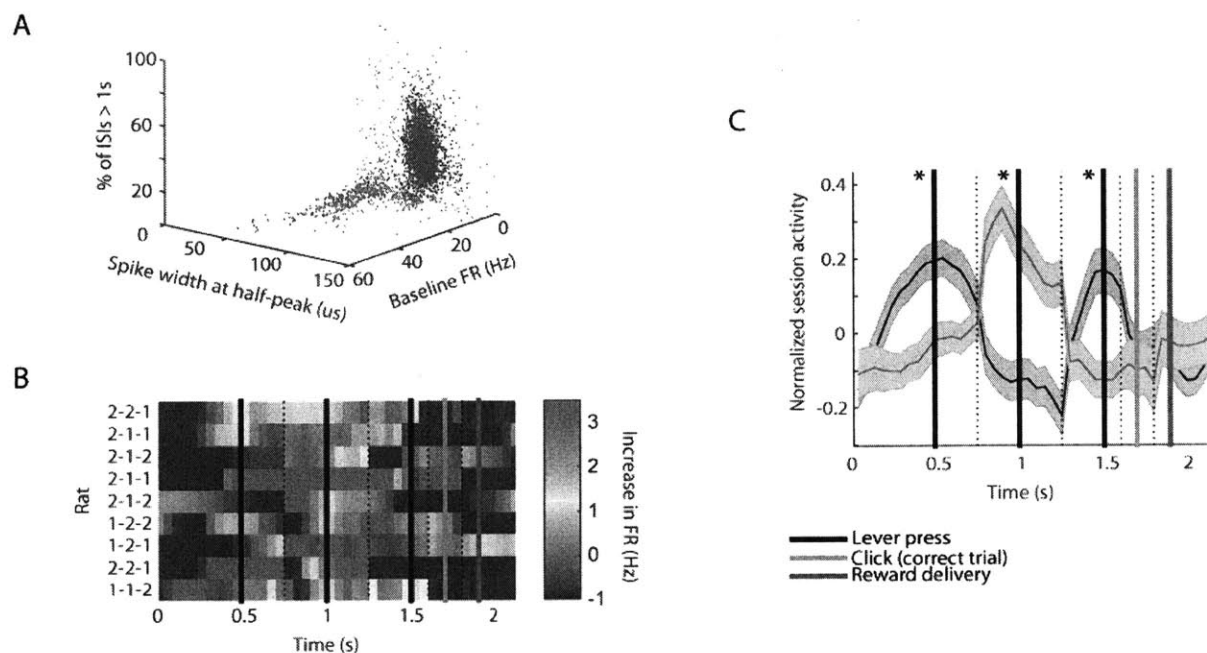 A
% of ISIs > 1s
100
80
60
40
20
0
50
100
150
Spike width at half-peak (us)
60
40
20
0
Baseline FR (Hz)
B
Rat
2-2-1
2-1-1
2-1-2
2-1-1
2-1-2
1-2-2
1-2-1
2-2-1
1-1-2
0
0.5
1
1.5
2
Time (s)
3
2
1
0
-1
Increase in FR (Hz)
C
Normalized session activity
0.4
0.2
0
-0.2
* * *
0
0.5
1
1.5
2
Time (s)
Lever press
Click (correct trial)
Reward delivery